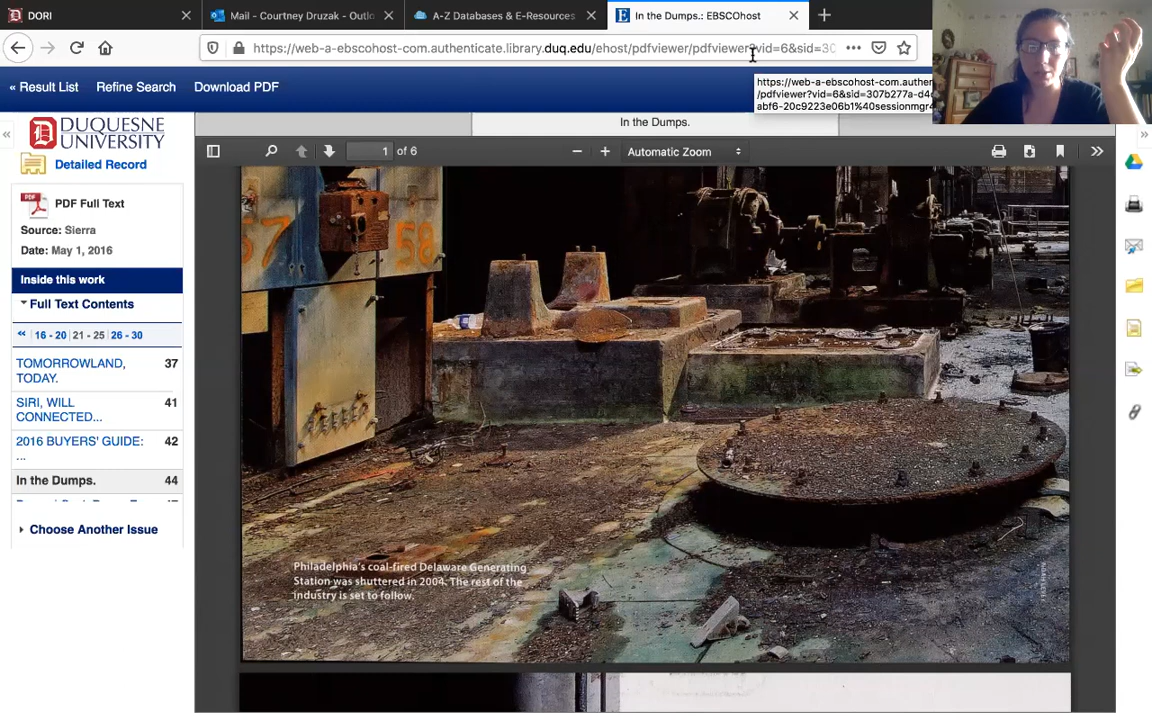 DORI
Mail - Courtney Druzak - Outlo
A-Z Databases & E-Resources
In the Dumps.: EBSCOhost
https://web-a-ebscohost-com.authenticate.library.duq.edu/ehost/pdfviewer/pdfviewer?vid=6&sid=30
https://web-a-ebscohost-com.authen
/pdfviewer?vid=6&sid=307b277a-d4
abf6-20c9223e06b1%40sessionmgr4
« Result List
Refine Search
Download PDF
In the Dumps.
DUQUESNE
UNIVERSITY
Detailed Record
PDF Full Text
Source: Sierra
Date: May 1, 2016
Inside this work
Full Text Contents
« 16 - 20 | 21 - 25 | 26 - 30
TOMORROWLAND, 37
TODAY.
SIRI, WILL 41
CONNECTED...
2016 BUYERS' GUIDE: 42
...
In the Dumps. 44
Choose Another Issue
1 of 6
Automatic Zoom
67
58
Philadelphia's coal-fired Delaware Generating
Station was shuttered in 2004. The rest of the
industry is set to follow.